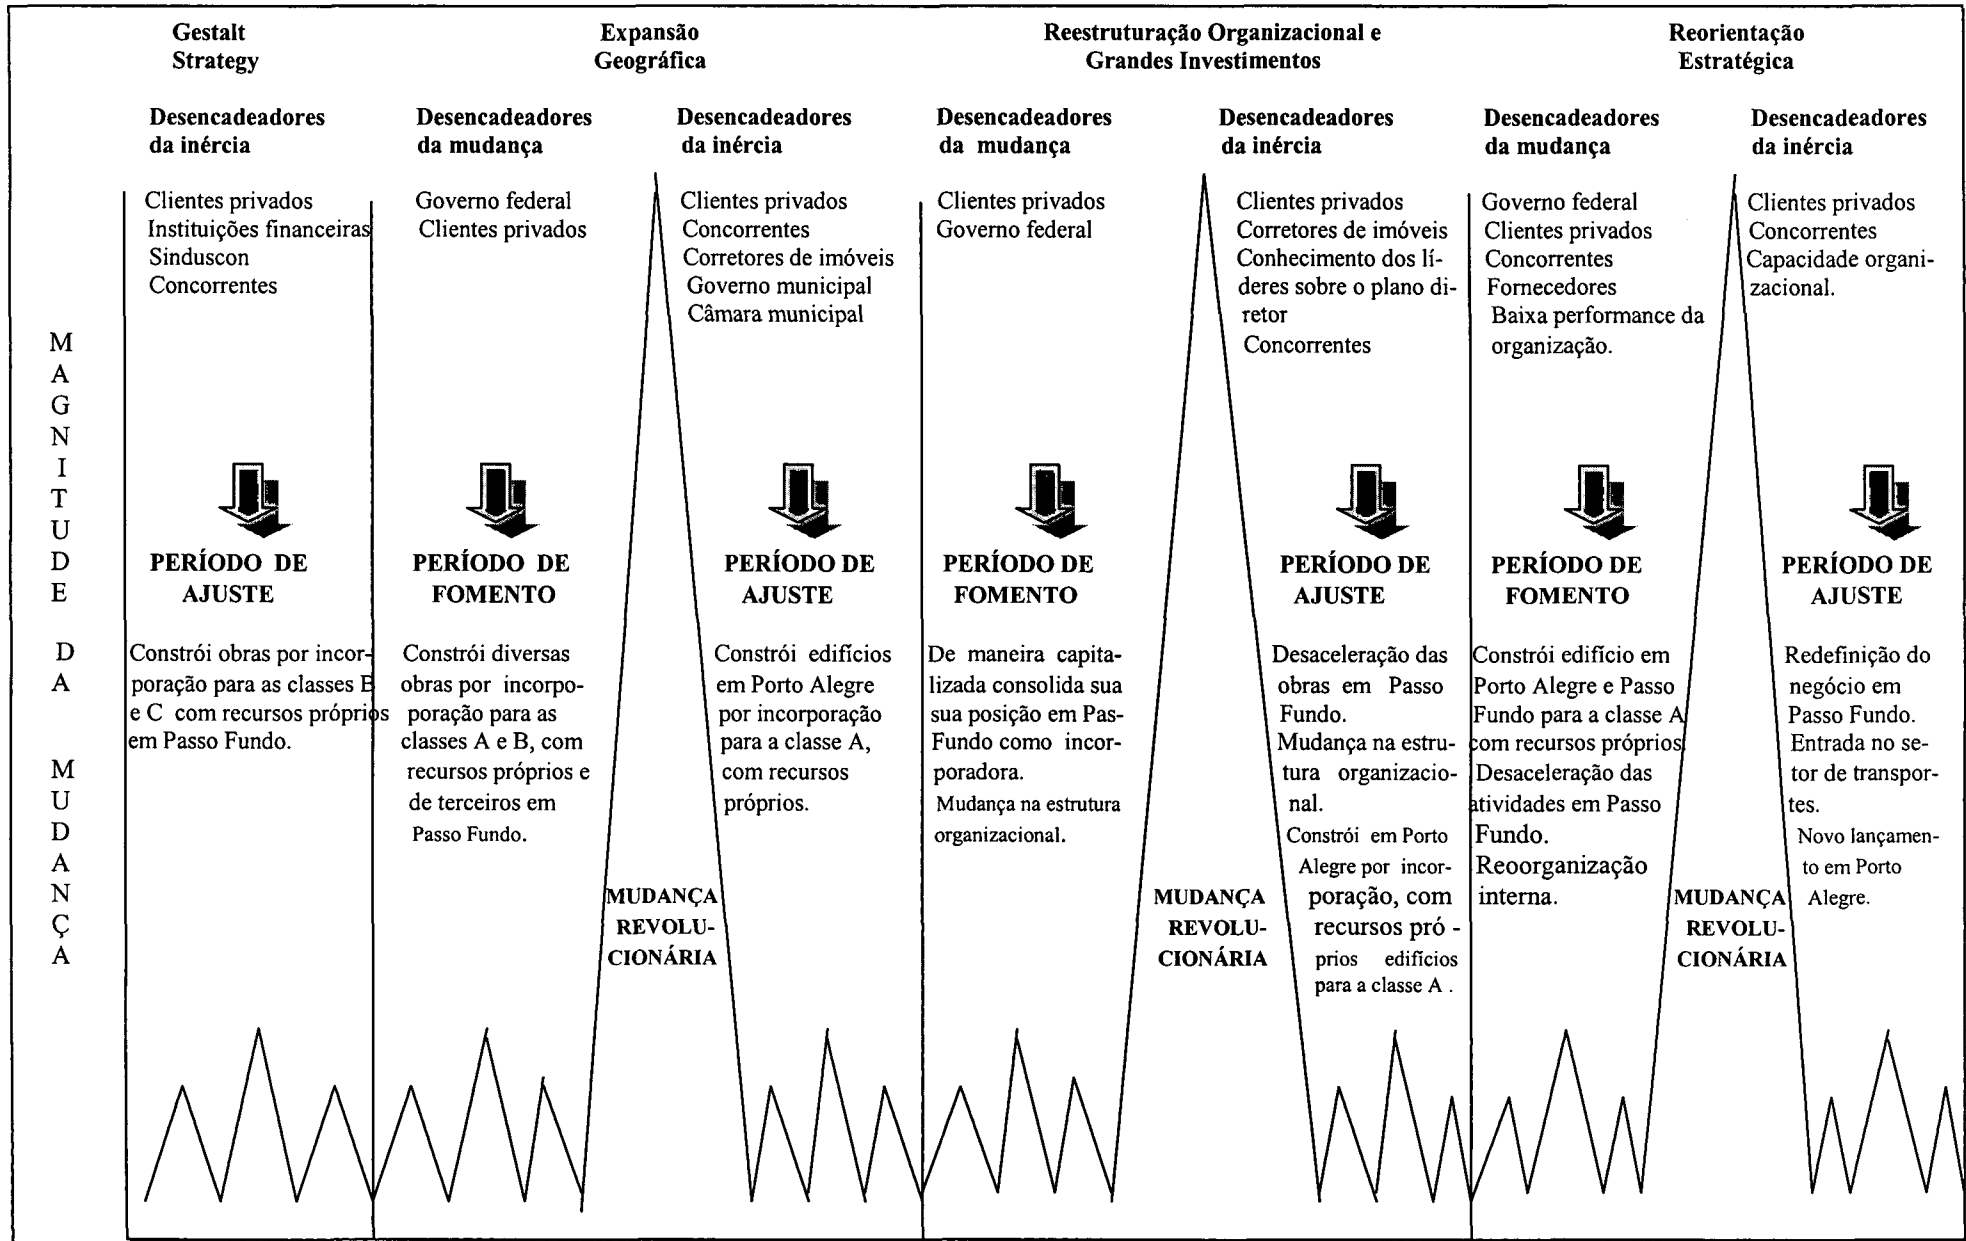 Gestalt
Strategy
Expansão
Geográfica
Reestruturação Organizacional e
Grandes Investimentos
Reorientação
Estratégica
MAGNITUDE
DA
MUDANÇA
Desencadeadores
da inércia
Clientes privados
Instituições financeiras
Sinduscon
Concorrentes
PERÍODO DE
AJUSTE
Constrói obras por incor-
poração para as classes B
e C com recursos próprios
em Passo Fundo.
Desencadeadores
da mudança
Governo federal
Clientes privados
PERÍODO DE
FOMENTO
Constrói diversas
obras por incorpo-
poração para as
classes A e B, com
recursos próprios e
de terceiros em
Passo Fundo.
MUDANÇA
REVOLU-
CIONÁRIA
Desencadeadores
da inércia
Clientes privados
Concorrentes
Corretores de imóveis
Governo municipal
Câmara municipal
PERÍODO DE
AJUSTE
Constrói edifícios
em Porto Alegre
por incorporação
para a classe A,
com recursos
próprios.
Desencadeadores
da mudança
Clientes privados
Governo federal
PERÍODO DE
FOMENTO
De maneira capita-
lizada consolida sua
sua posição em Pas-
Fundo como incor-
poradora.
Mudança na estrutura
organizacional.
MUDANÇA
REVOLU-
CIONÁRIA
Desencadeadores
da inércia
Clientes privados
Corretores de imóveis
Conhecimento dos lí-
deres sobre o plano di-
retor
Concorrentes
PERÍODO DE
AJUSTE
Desaceleração das
obras em Passo
Fundo.
Mudança na estru-
tura organizacio-
nal.
Constrói em Porto
Alegre por incor-
poração, com
recursos pró -
prios edifícios
para a classe A .
Desencadeadores
da mudança
Governo federal
Clientes privados
Concorrentes
Fornecedores
Baixa performance da
organização.
PERÍODO DE
FOMENTO
Constrói edifício em
Porto Alegre e Passo
Fundo para a classe A
com recursos próprios
Desaceleração das
atividades em Passo
Fundo.
Reoorganização
interna.
MUDANÇA
REVOLU-
CIONÁRIA
Desencadeadores
da inércia
Clientes privados
Concorrentes
Capacidade organi-
zacional.
PERÍODO DE
AJUSTE
Redefinição do
negócio em
Passo Fundo.
Entrada no se-
tor de transpor-
tes.
Novo lançamen-
to em Porto
Alegre.